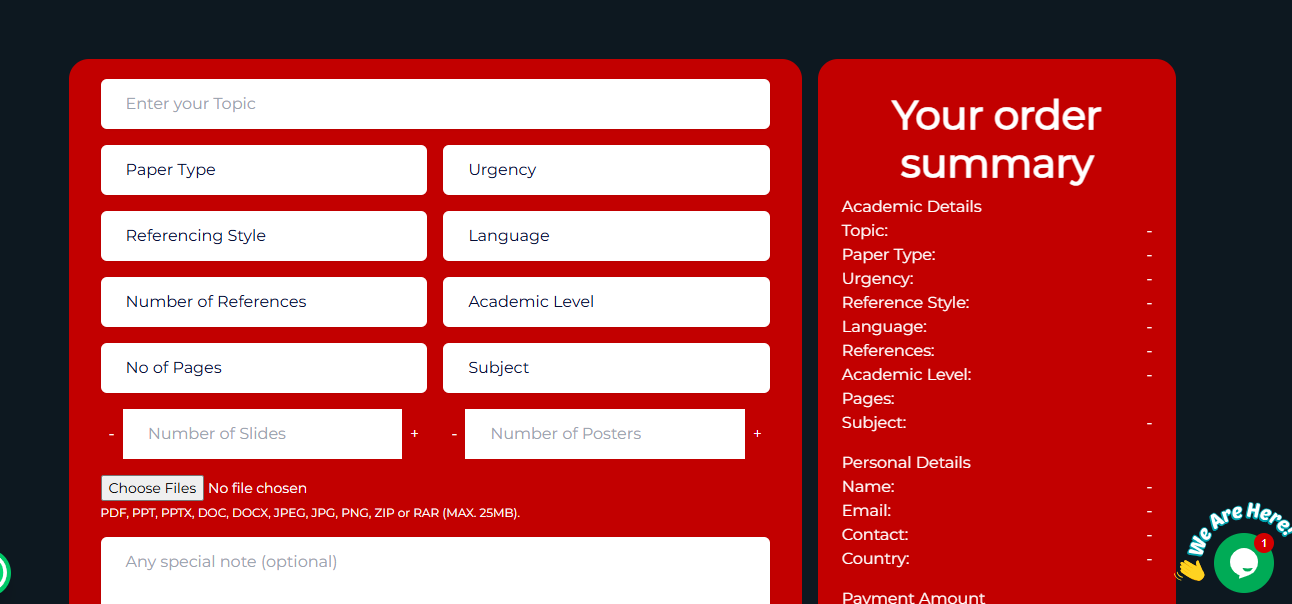 Enter your Topic
Paper Type
Urgency
Referencing Style
Language
Number of References
Academic Level
No of Pages
Subject
- Number of Slides +
- Number of Posters +
Choose Files No file chosen
PDF, PPT, PPTX, DOC, DOCX, JPEG, JPG, PNG, ZIP or RAR (MAX. 25MB).
Any special note (optional)
Your order
summary
Academic Details
Topic: -
Paper Type: -
Urgency: -
Reference Style: -
Language: -
References: -
Academic Level: -
Pages:
Subject: -
Personal Details
Name: -
Email: -
Contact: -
Country: -
Payment Amount
We Are Here!
1